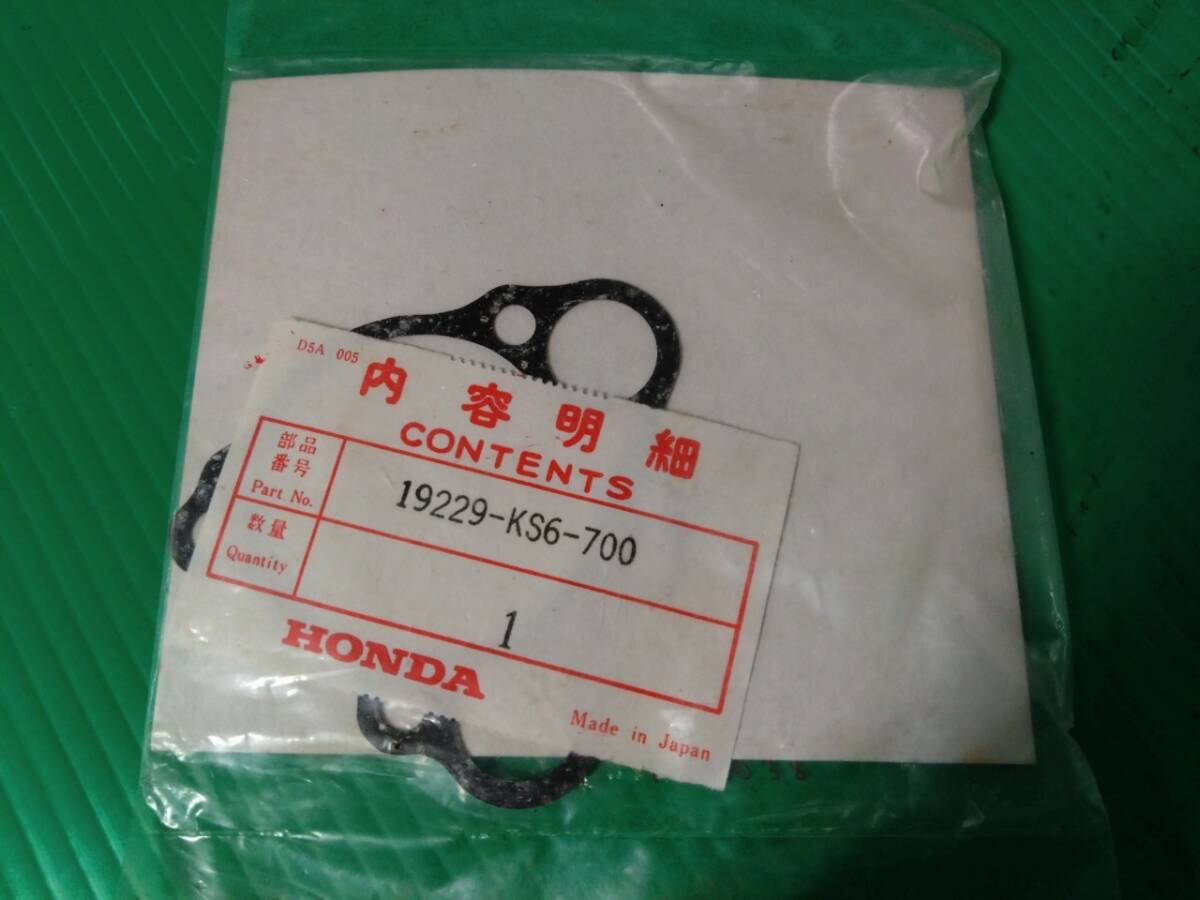 D5A 005
内容明細
CONTENTS
部品
番号
Part No.
19229-KS6-700
数量
Quantity
1
HONDA
Made in Japan